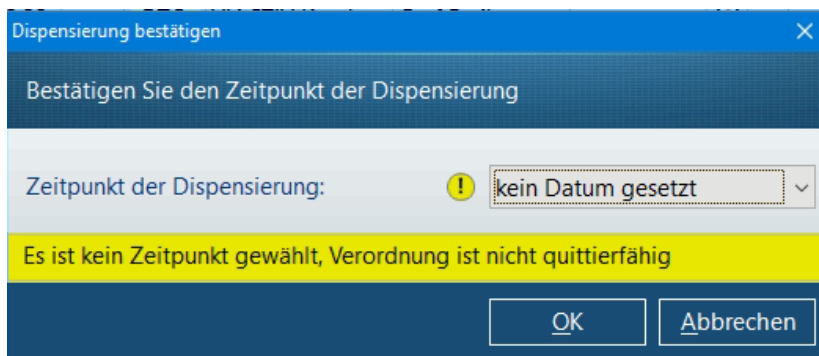 Dispensierung bestätigen
Bestätigen Sie den Zeitpunkt der Dispensierung
Zeitpunkt der Dispensierung:
kein Datum gesetzt
Es ist kein Zeitpunkt gewählt, Verordnung ist nicht quittierfähig
OK
Abbrechen